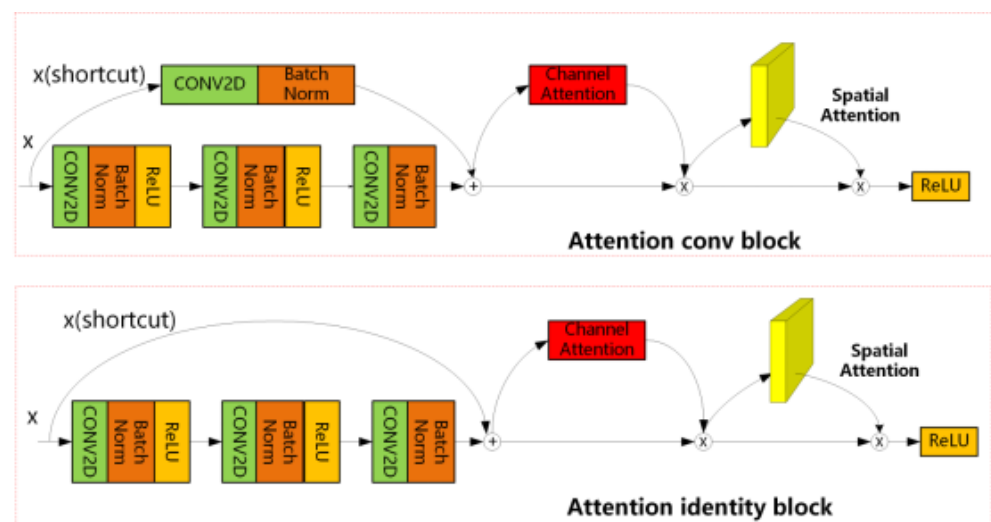 x(shortcut)
CONV2D
Batch
Norm
Channel
Attention
Spatial
Attention
x
CONV2D
Batch
Norm
ReLU
CONV2D
Batch
Norm
ReLU
CONV2D
Batch
Norm
+
x
x
ReLU
Attention conv block
x(shortcut)
Channel
Attention
Spatial
Attention
x
CONV2D
Batch
Norm
ReLU
CONV2D
Batch
Norm
ReLU
CONV2D
Batch
Norm
+
x
x
ReLU
Attention identity block